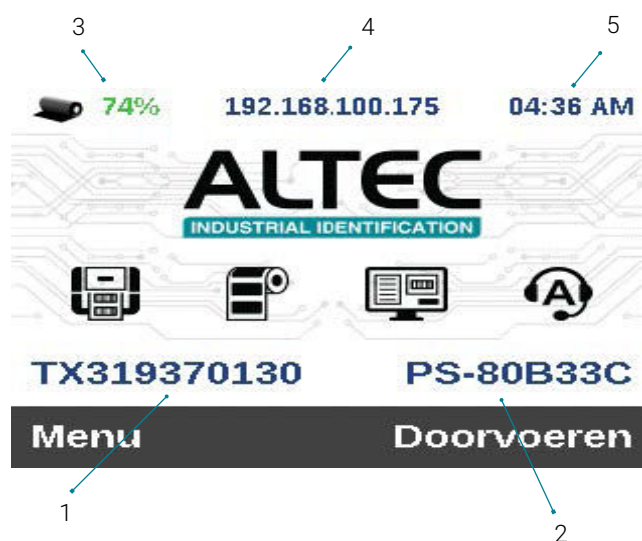 3 4 5
74% 192.168.100.175 04:36 AM
ALTEC
INDUSTRIAL IDENTIFICATION
A
TX319370130 PS-80B33C
Menu Doorvoeren
1
2